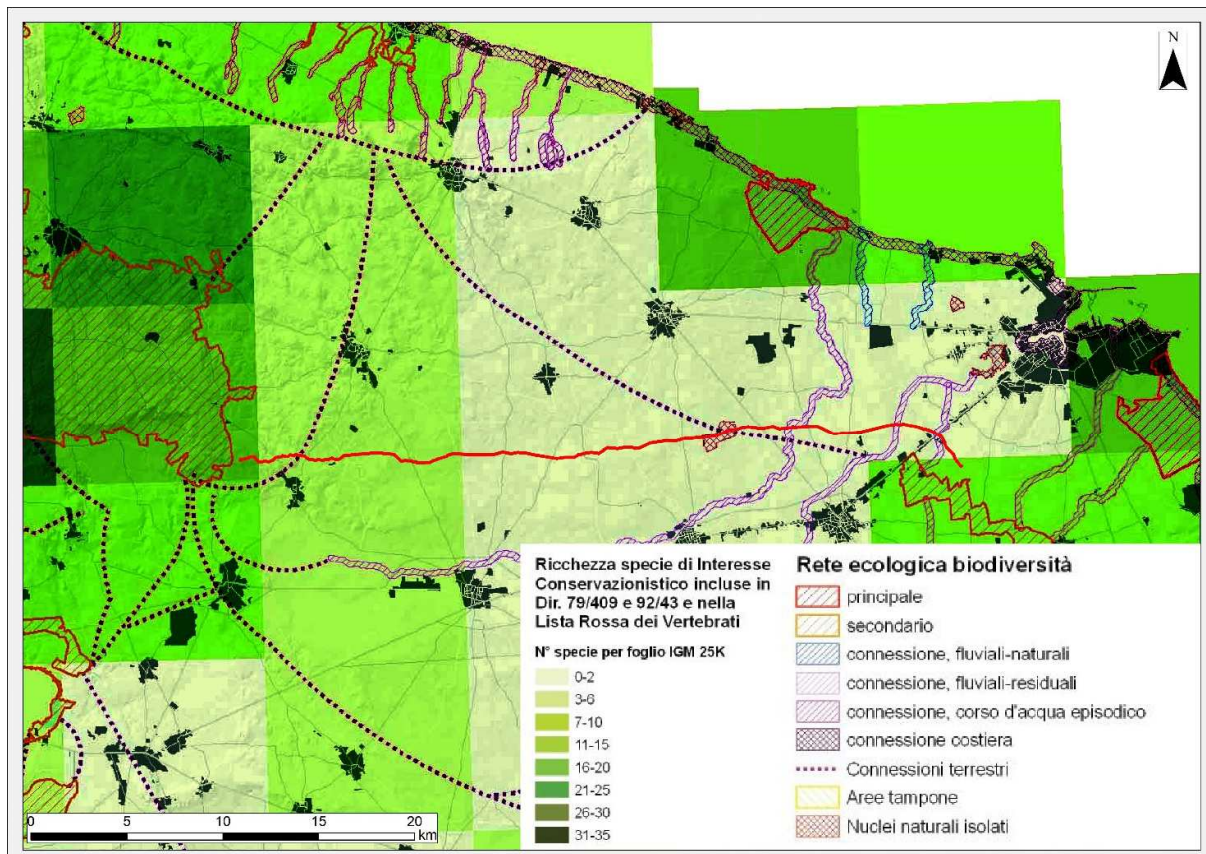 N
Ricchezza specie di Interesse
Conservazionistico incluse in
Dir. 79/409 e 92/43 e nella
Lista Rossa dei Vertebrati
N° specie per foglio IGM 25K
0-2
3-6
7-10
11-15
16-20
21-25
26-30
31-35
Rete ecologica biodiversità
principale
secondario
connessione, fluviali-naturali
connessione, fluviali-residuali
connessione, corso d'acqua episodico
connessione costiera
Connessioni terrestri
Aree tampone
Nuclei naturali isolati
0 5 10 15 20
km